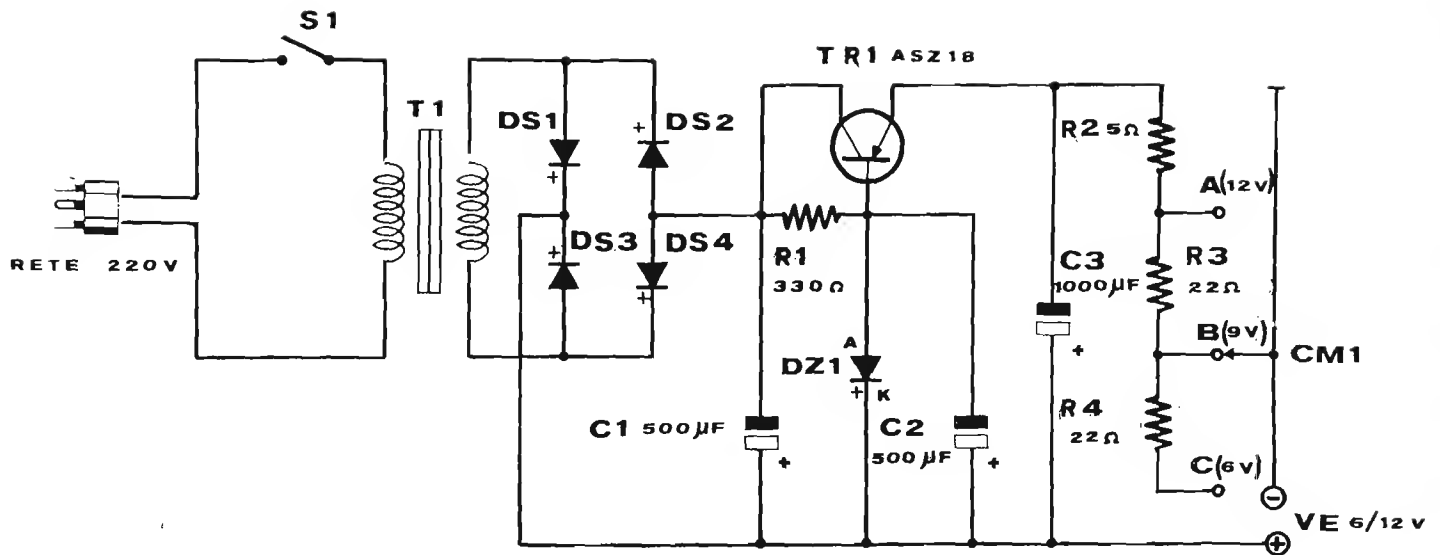 S1
TR1 ASZ18
T1
DS1
DS2
+
+
R2 5Ω
A(12V)
RETE 220V
DS3
DS4
+
+
R1
330Ω
C3
1000µF
+
R3
22Ω
B(9V)
CM1
A
DZ1
+ K
C1 500µF
+
C2
500µF
+
R4
22Ω
C(6V)
-
VE 6/12V
+